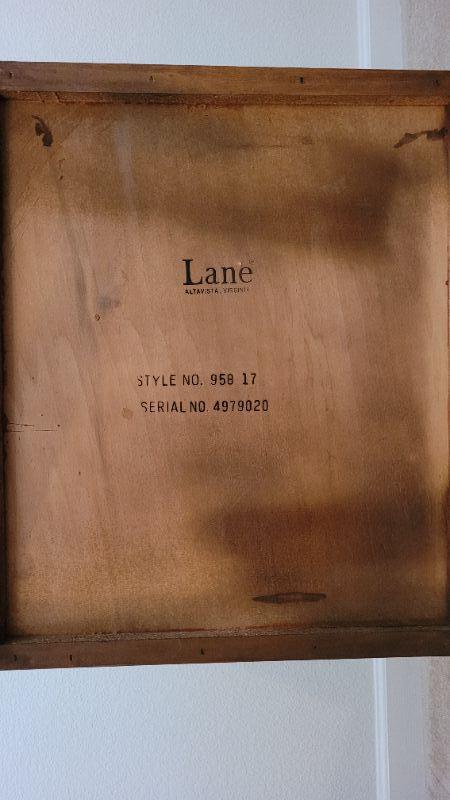 Lane
ALTAVISTA, VIRGINIA
STYLE NO. 958 17
SERIAL NO. 4979020